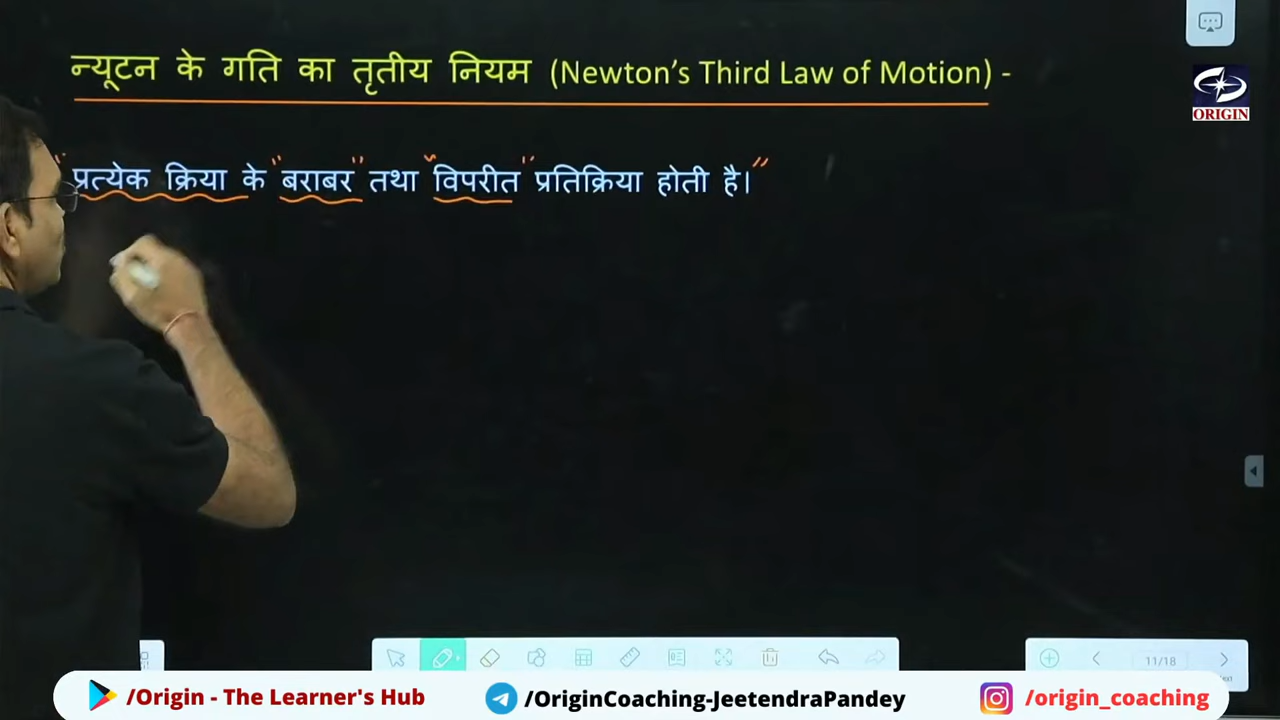 न्यूटन के गति का तृतीय नियम (Newton's Third Law of Motion) -
ORIGIN
"प्रत्येक क्रिया के "बराबर" तथा "विपरीत" प्रतिक्रिया होती है।"
11/18
/Origin - The Learner's Hub
/OriginCoaching-JeetendraPandey
/origin_coaching